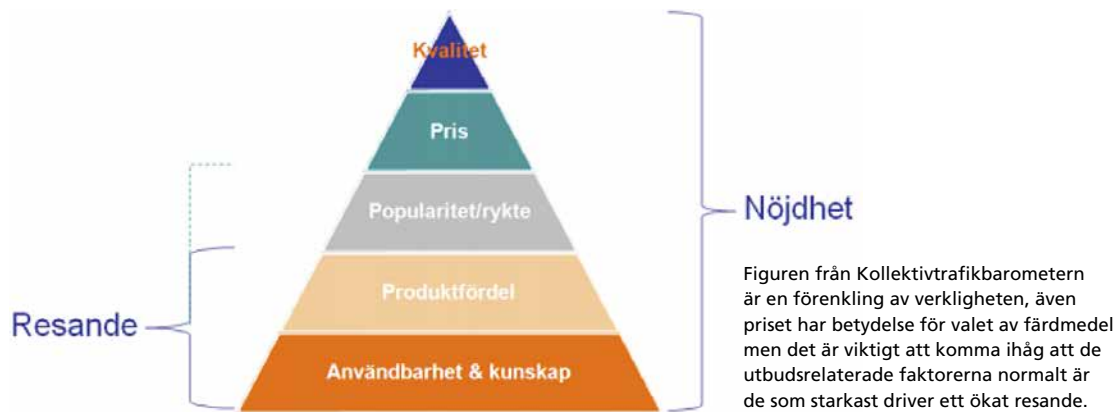 Kvalitet
Pris
Popularitet/rykte
Produktfördel
Användbarhet & kunskap
Resande
Nöjdhet
Figuren från Kollektivtrafikbarometern
är en förenkling av verkligheten, även
priset har betydelse för valet av färdmedel
men det är viktigt att komma ihåg att de
utbudsrelaterade faktorerna normalt är
de som starkast driver ett ökat resande.